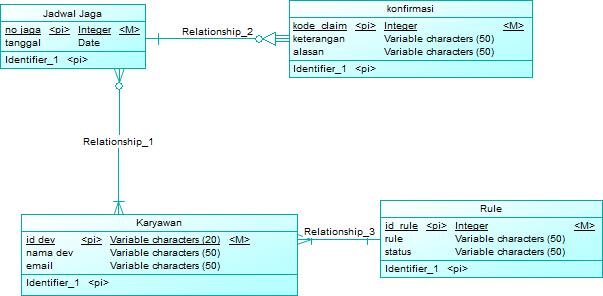 Jadwal Jaga
no jaga <pi> Integer <M>
tanggal Date
Identifier_1 <pi>
Relationship_2
konfirmasi
kode_claim <pi> Integer <M>
keterangan Variable characters (50)
alasan Variable characters (50)
Identifier_1 <pi>
Relationship_1
Karyawan
id dev <pi> Variable characters (20) <M>
nama dev Variable characters (50)
email Variable characters (50)
Identifier_1 <pi>
Relationship_3
Rule
id_rule <pi> Integer <M>
rule Variable characters (50)
status Variable characters (50)
Identifier_1 <pi>